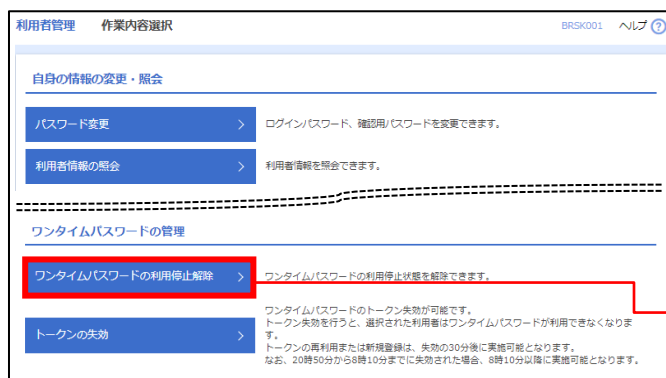 利用者管理 作業内容選択 BRSK001 ヘルプ ?
自身の情報の変更・照会
パスワード変更 ログインパスワード、確認用パスワードを変更できます。
利用者情報の照会 利用者情報を照会できます。
ワンタイムパスワードの管理
ワンタイムパスワードの利用停止解除 ワンタイムパスワードの利用停止状態を解除できます。
トークンの失効
ワンタイムパスワードのトークン失効が可能です。
トークン失効を行うと、選択された利用者はワンタイムパスワードが利用できなくなりま
す。
トークンの再利用または新規登録は、失効の30分後に実施可能となります。
なお、20時50分から8時10分までに失効された場合、8時10分以降に実施可能となります。